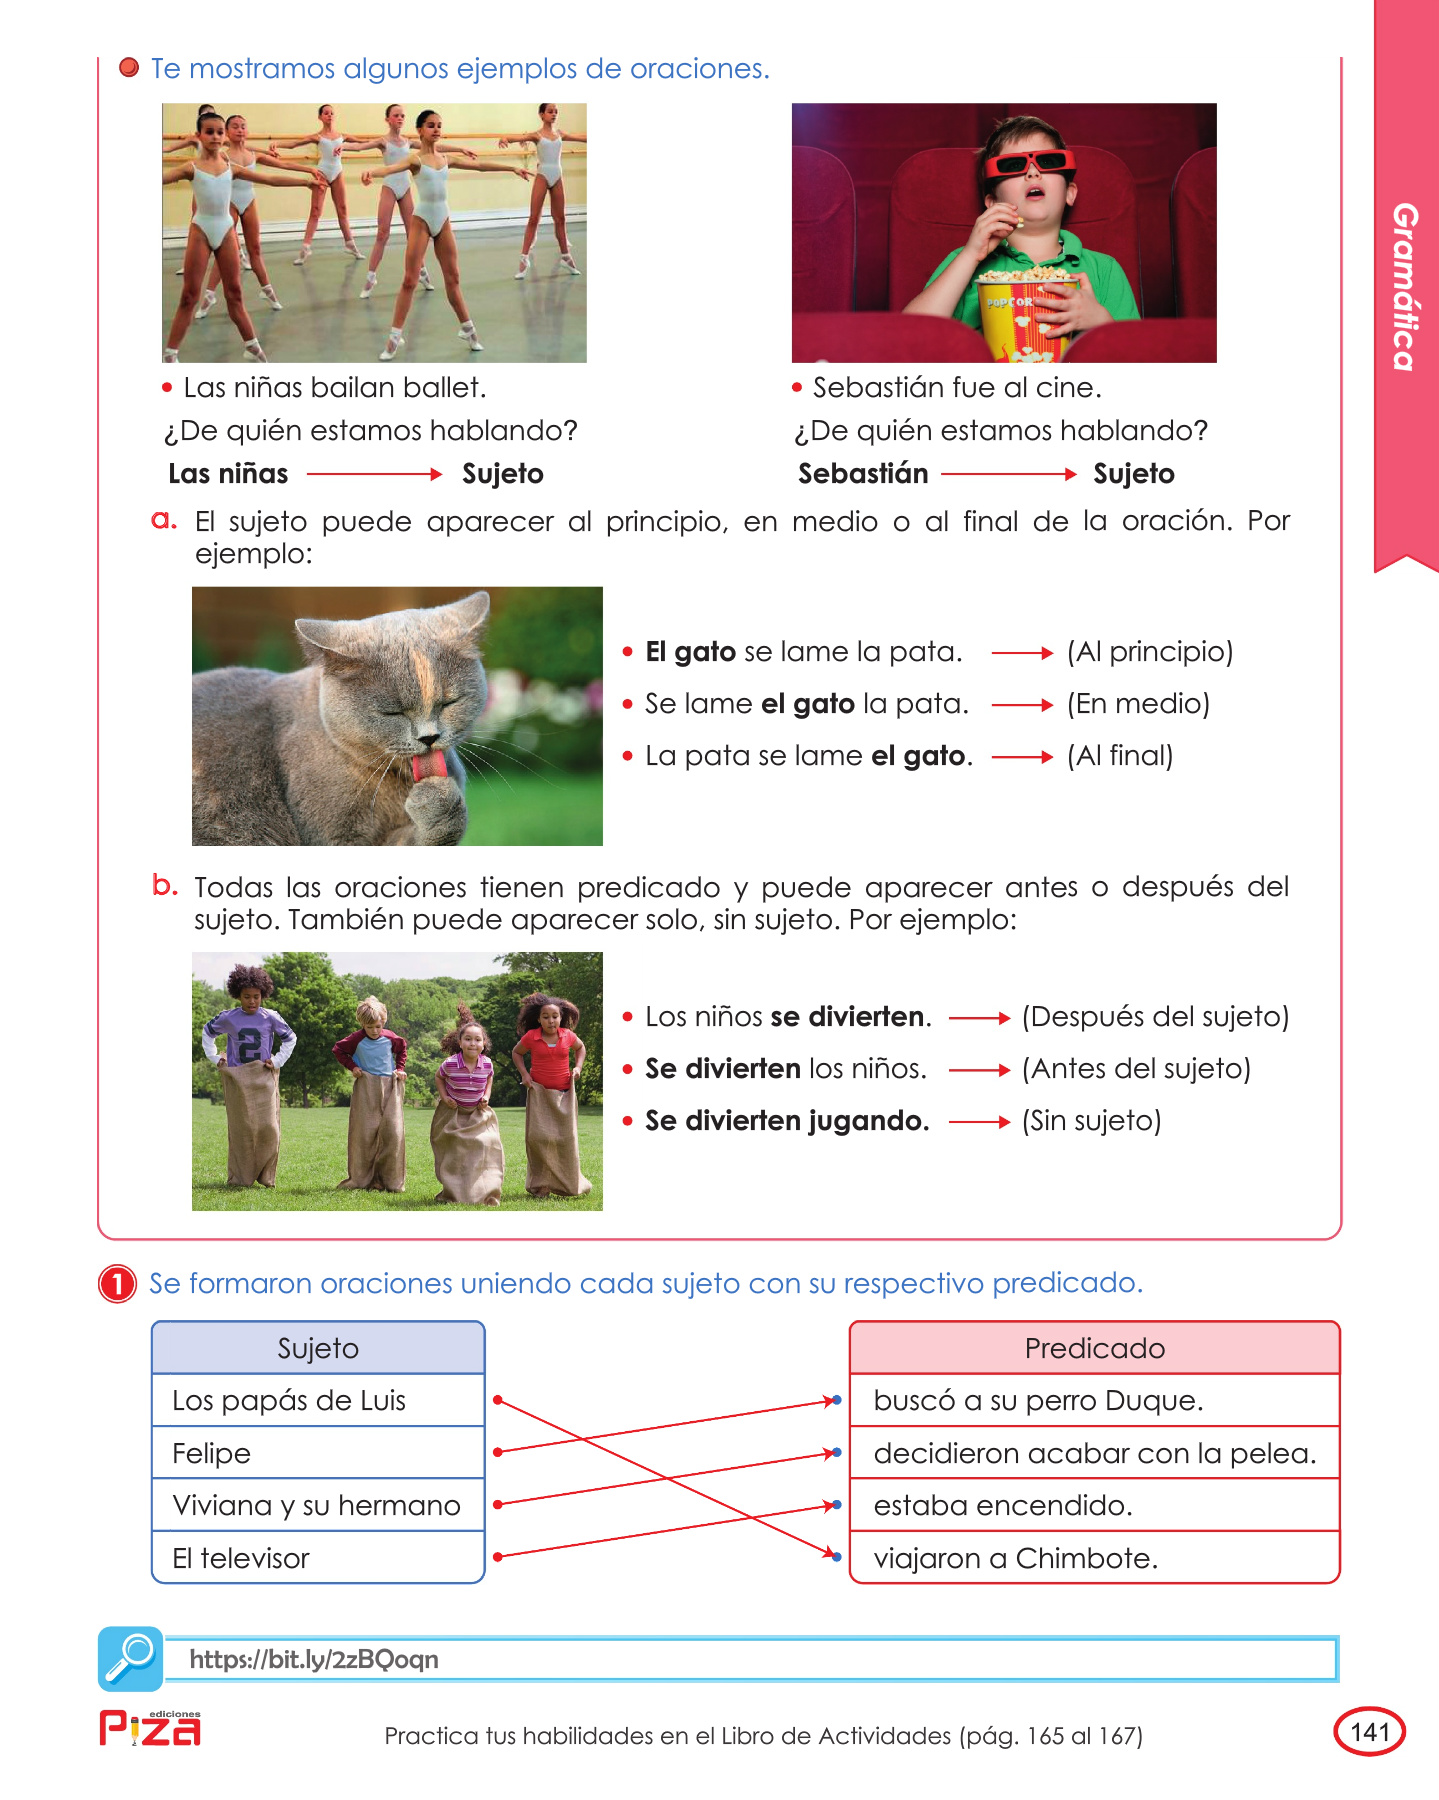 Te mostramos algunos ejemplos de oraciones.
Gramática
POPCOR
• Las niñas bailan ballet.
¿De quién estamos hablando?
Las niñas Sujeto
• Sebastián fue al cine.
¿De quién estamos hablando?
Sebastián Sujeto
a. El sujeto puede aparecer al principio, en medio o al final de la oración. Por
ejemplo:
• El gato se lame la pata. (Al principio)
• Se lame el gato la pata. (En medio)
• La pata se lame el gato. (Al final)
b. Todas las oraciones tienen predicado y puede aparecer antes o después del
sujeto. También puede aparecer solo, sin sujeto. Por ejemplo:
2
• Los niños se divierten. (Después del sujeto)
• Se divierten los niños. (Antes del sujeto)
• Se divierten jugando. (Sin sujeto)
1 Se formaron oraciones uniendo cada sujeto con su respectivo predicado.
Sujeto
Los papás de Luis
Felipe
Viviana y su hermano
El televisor
Predicado
buscó a su perro Duque.
decidieron acabar con la pelea.
estaba encendido.
viajaron a Chimbote.
https://bit.ly/2zBQoqn
ediciones
Piza
Practica tus habilidades en el Libro de Actividades (pág. 165 al 167)
141